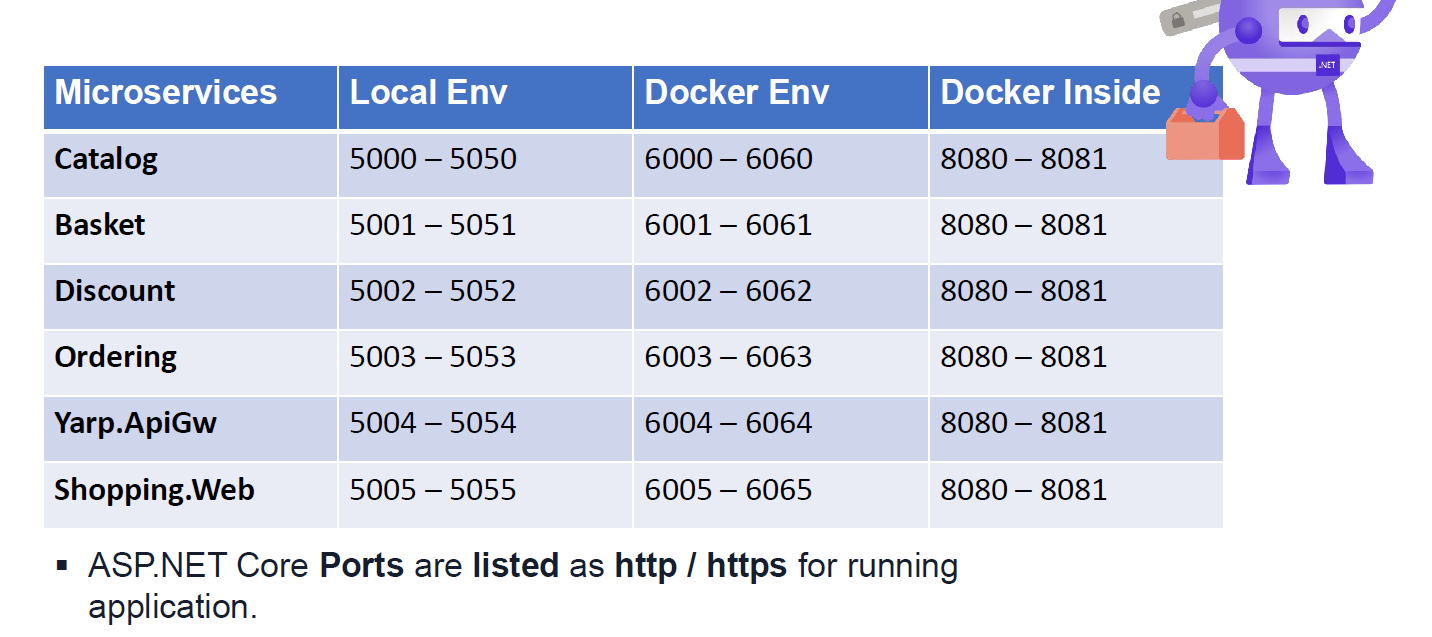 .NET
Microservices Local Env Docker Env Docker Inside
Catalog 5000 – 5050 6000 – 6060 8080 – 8081
Basket 5001 – 5051 6001 – 6061 8080 – 8081
Discount 5002 – 5052 6002 – 6062 8080 – 8081
Ordering 5003 – 5053 6003 – 6063 8080 – 8081
Yarp.ApiGw 5004 – 5054 6004 – 6064 8080 – 8081
Shopping.Web 5005 – 5055 6005 – 6065 8080 – 8081
▪ ASP.NET Core Ports are listed as http / https for running
application.